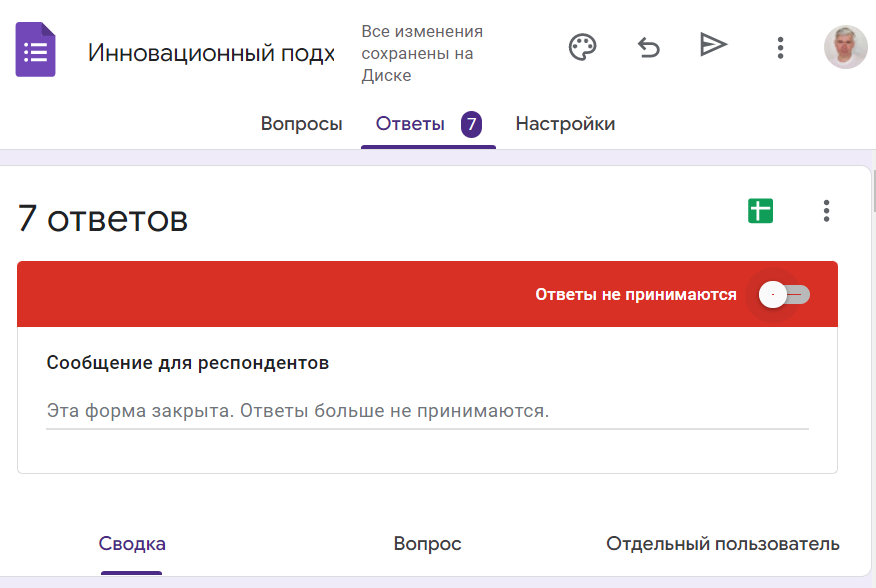 Инновационный подх
Все изменения
сохранены на
Диске
Вопросы Ответы 7 Настройки
7 ответов
Ответы не принимаются
Сообщение для респондентов
Эта форма закрыта. Ответы больше не принимаются.
Сводка Вопрос Отдельный пользователь